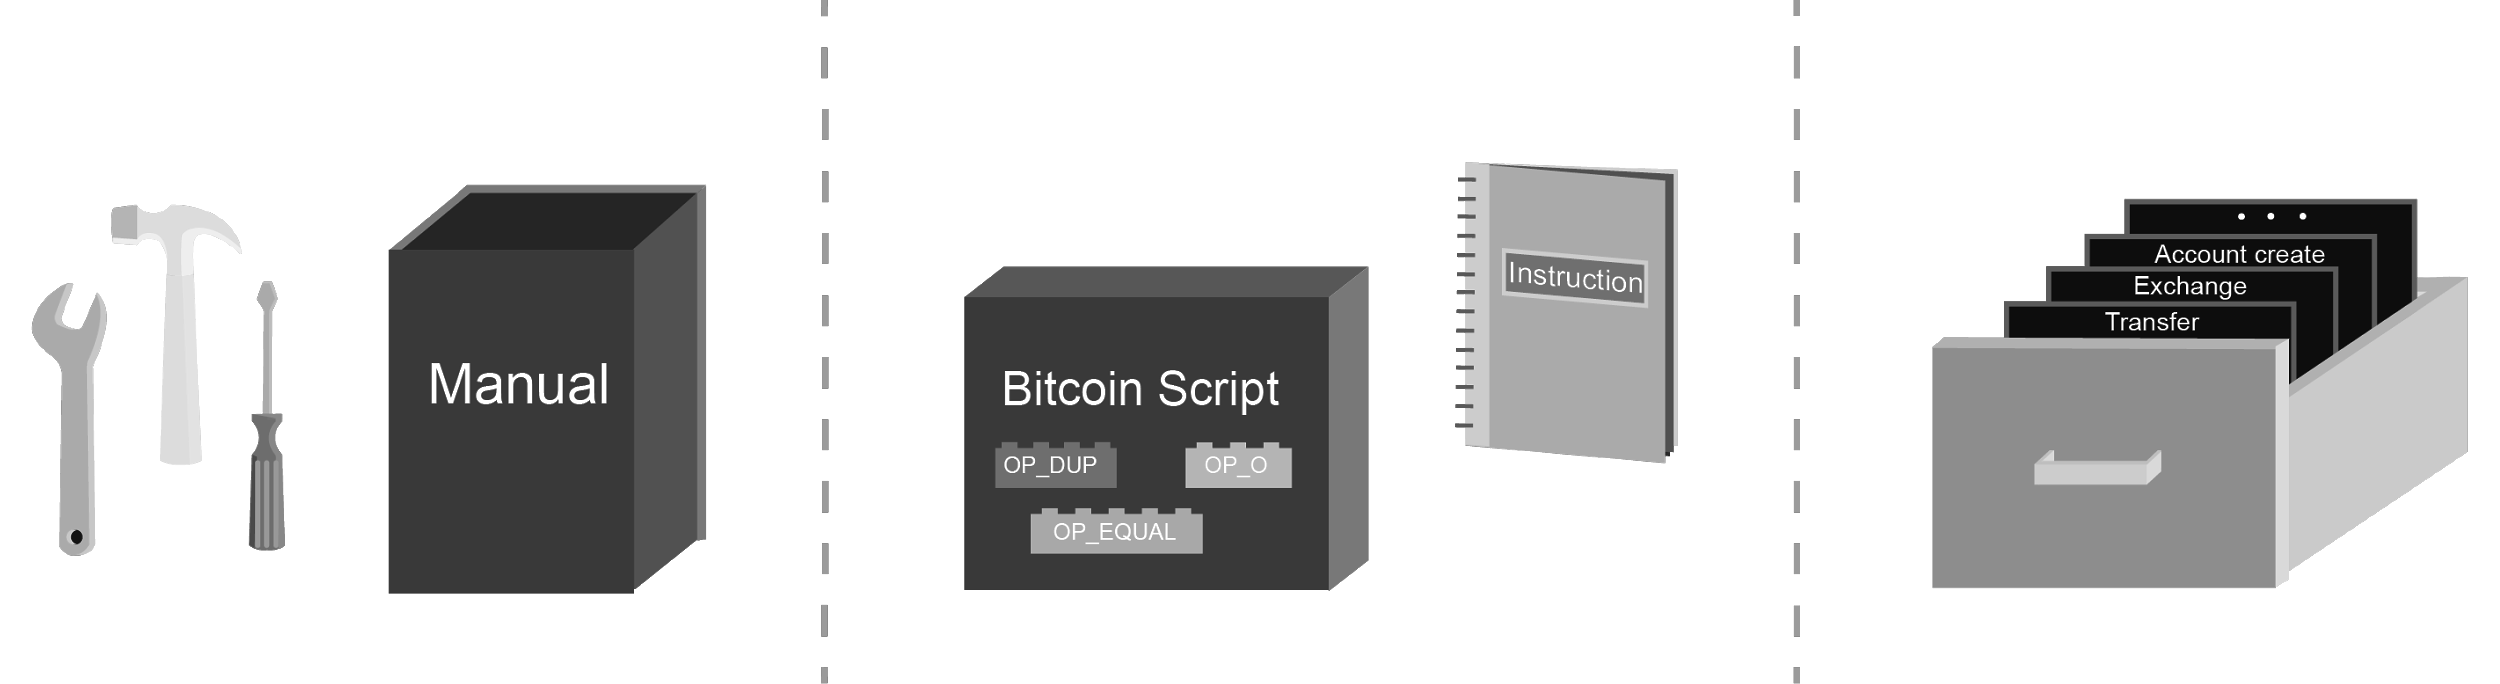 Manual
Bitcoin Script
OP_DUP
OP_O
OP_EQUAL
Instruction
. . .
Account create
Exchange
Transfer